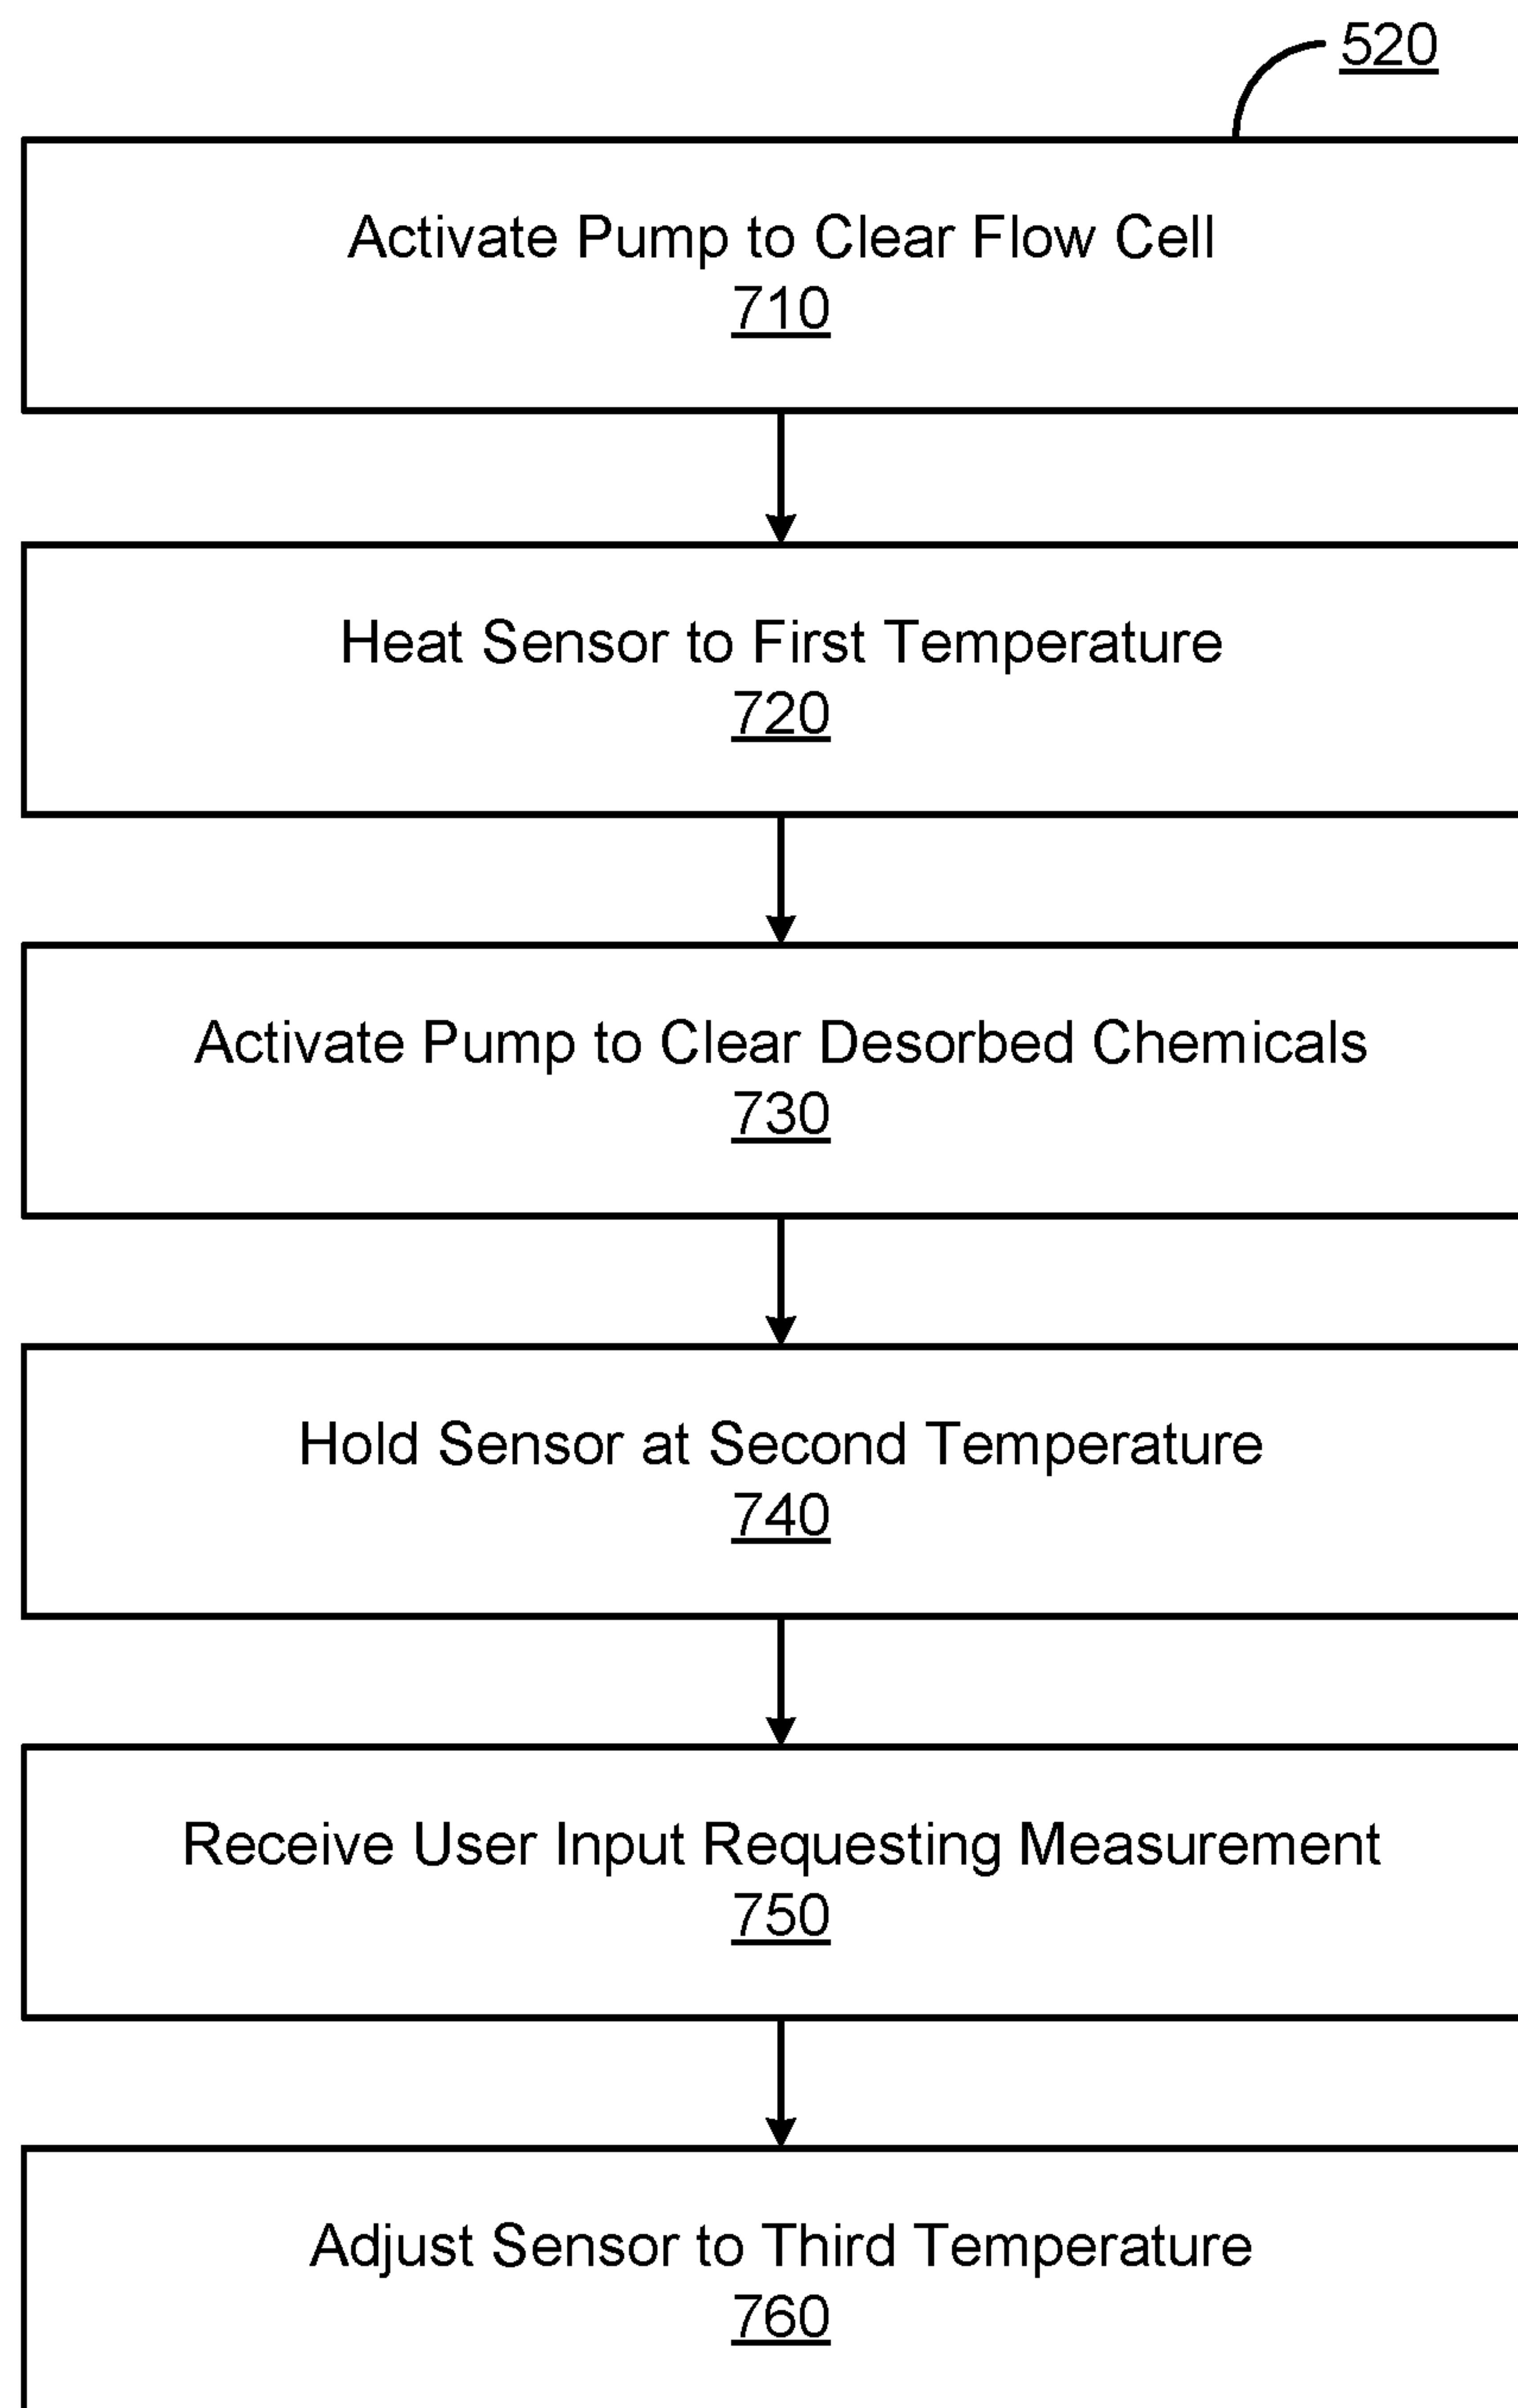 520
Activate Pump to Clear Flow Cell
710
Heat Sensor to First Temperature
720
Activate Pump to Clear Desorbed Chemicals
730
Hold Sensor at Second Temperature
740
Receive User Input Requesting Measurement
750
Adjust Sensor to Third Temperature
760